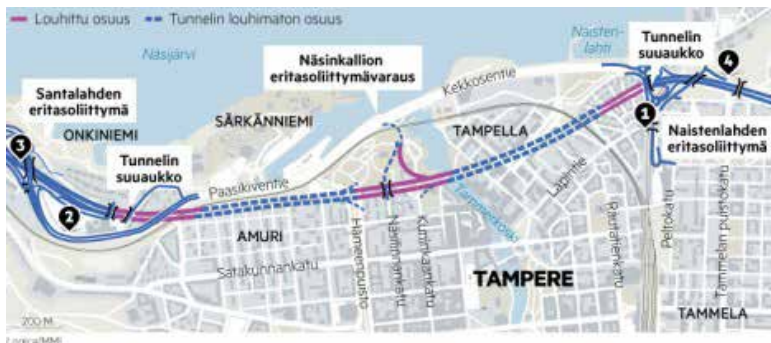 Louhittu osuus
Tunnelin louhimaton osuus
Näsijärvi
Naisten-
lahti
Tunnelin
suuaukko
4
Näsinkallion
eritasoliittymävaraus
Kekkosentie
Santalahden
eritasoliittymä
SÄRKÄNNIEMI
ONKINIEMI
TAMPELLA
1
Naistenlahden
eritasoliittymä
3
Tunnelin
suuaukko
Paasikiventie
Lapintie
2
AMURI
Tammerkoski
Hämeenpuisto
Näsilinnankatu
Kuninkaankatu
Rautatienkatu
Peltokatu
Tammelan puistokatu
Satakunnankatu
TAMPERE
TAMMELA
200 M